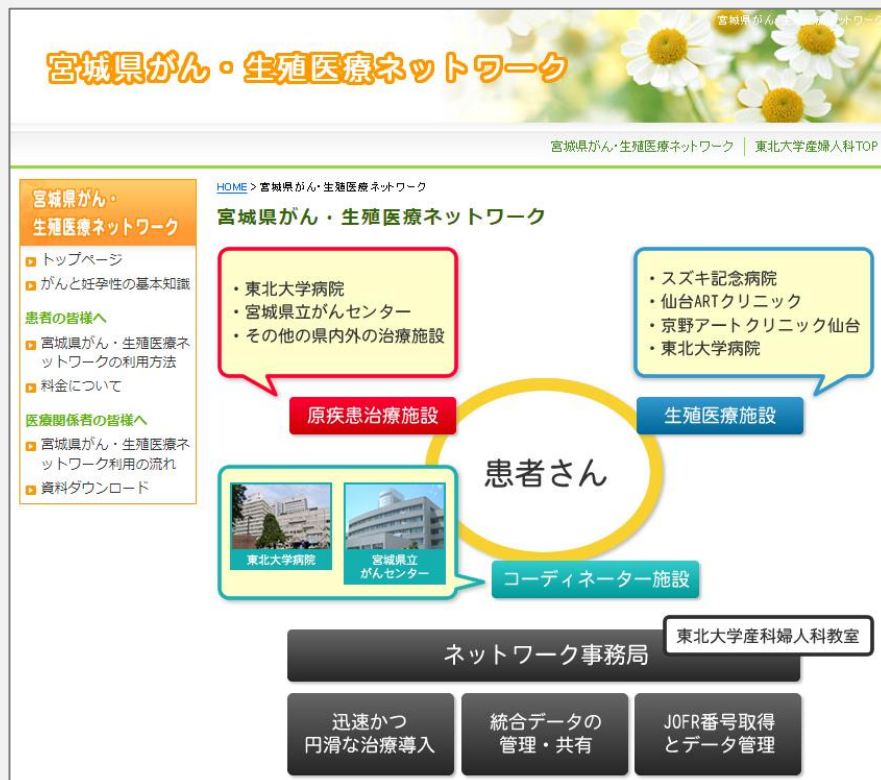 宮城県がん・生殖医療ネットワーク
宮城県がん・生殖医療ネットワーク
宮城県がん・生殖医療ネットワーク │ 東北大学産婦人科TOP
宮城県がん・
生殖医療ネットワーク
トップページ
がんと妊孕性の基本知識
患者の皆様へ
宮城県がん・生殖医療ネ
ットワークの利用方法
料金について
医療関係者の皆様へ
宮城県がん・生殖医療ネ
ットワーク利用の流れ
資料ダウンロード
HOME > 宮城県がん・生殖医療ネットワーク
宮城県がん・生殖医療ネットワーク
・東北大学病院
・宮城県立がんセンター
・その他の県内外の治療施設
原疾患治療施設
・スズキ記念病院
・仙台ARTクリニック
・京野アートクリニック仙台
・東北大学病院
生殖医療施設
患者さん
東北大学病院
宮城県立
がんセンター
コーディネーター施設
東北大学産科婦人科教室
ネットワーク事務局
迅速かつ
円滑な治療導入
統合データの
管理・共有
JOFR番号取得
とデータ管理